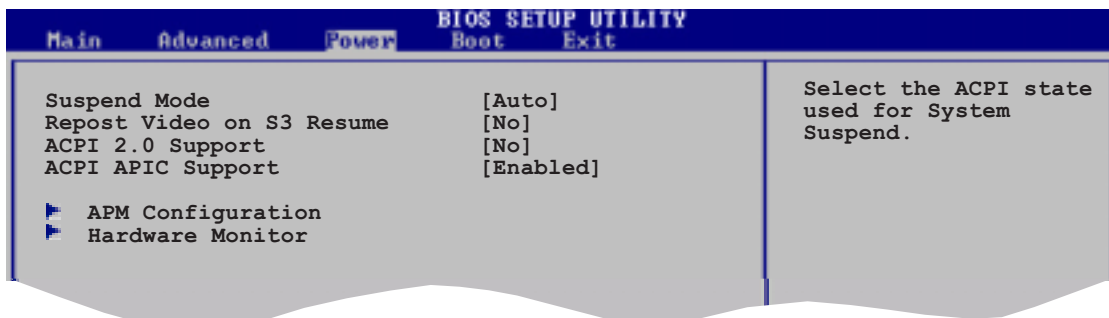 BIOS SETUP UTILITY
Main Advanced Power Boot Exit
Suspend Mode [Auto]
Repost Video on S3 Resume [No]
ACPI 2.0 Support [No]
ACPI APIC Support [Enabled]
APM Configuration
Hardware Monitor
Select the ACPI state
used for System
Suspend.